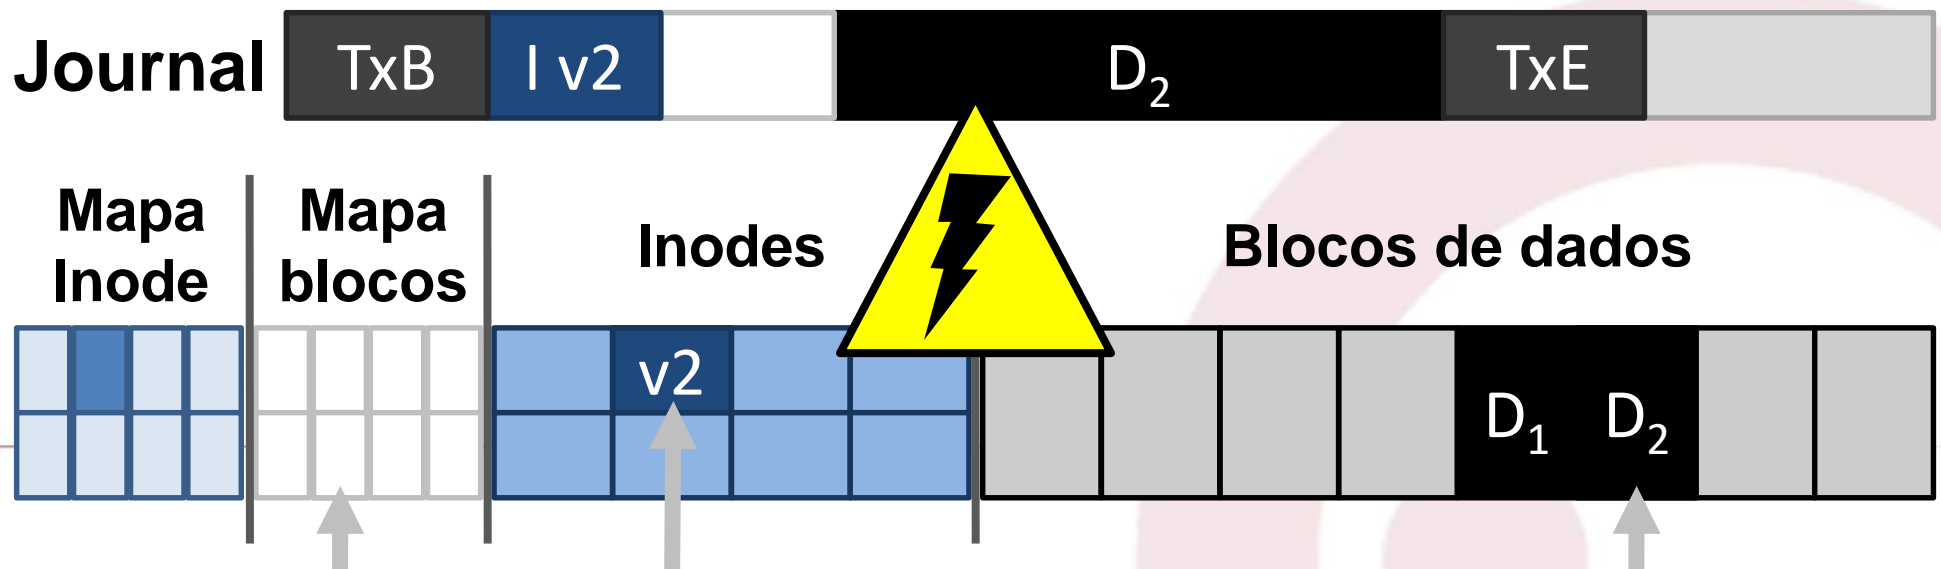 Journal TxB I v2 D₂ TxE
Mapa Inode
Mapa blocos
Inodes
Blocos de dados
v2
D₁ D₂